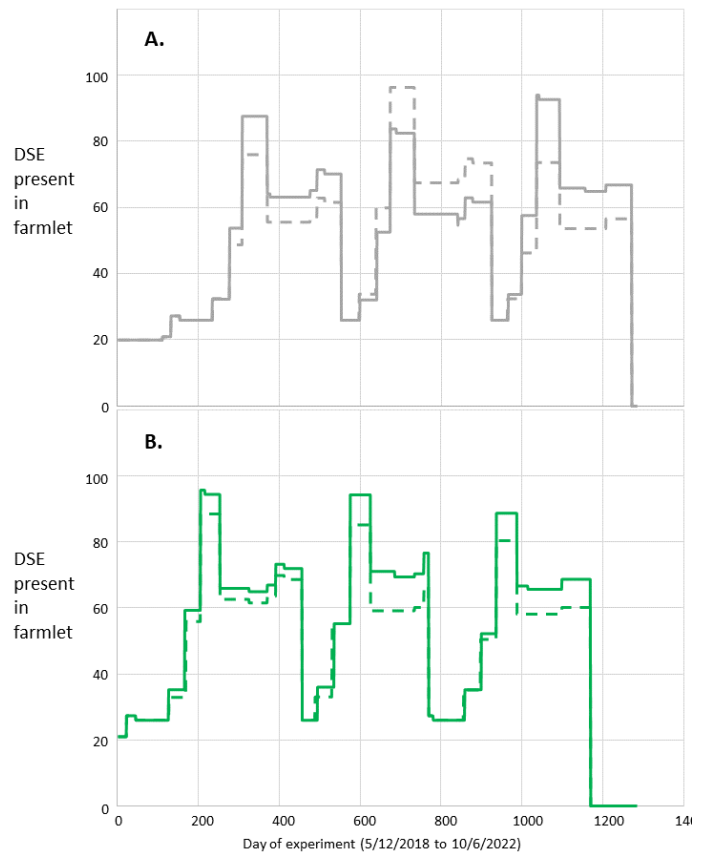 A.
100
80
DSE
present
in
farmlet
60
40
20
0
B.
100
80
DSE
present
in
farmlet
60
40
20
0
0 200 400 600 800 1000 1200 140
Day of experiment (5/12/2018 to 10/6/2022)